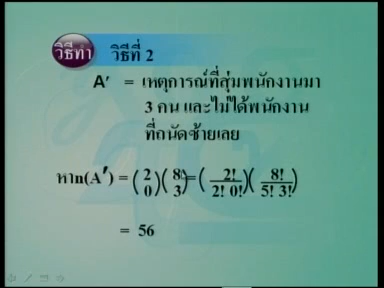 วิธีทำ วิธีที่ 2
A′ = เหตุการณ์ที่สุ่มพนักงานมา
3 คน และไม่ได้พนักงาน
ที่ถนัดซ้ายเลย
หาn(A′) = (2 0)(8 3)=(2!/2! 0!)(8!/5! 3!)
= 56